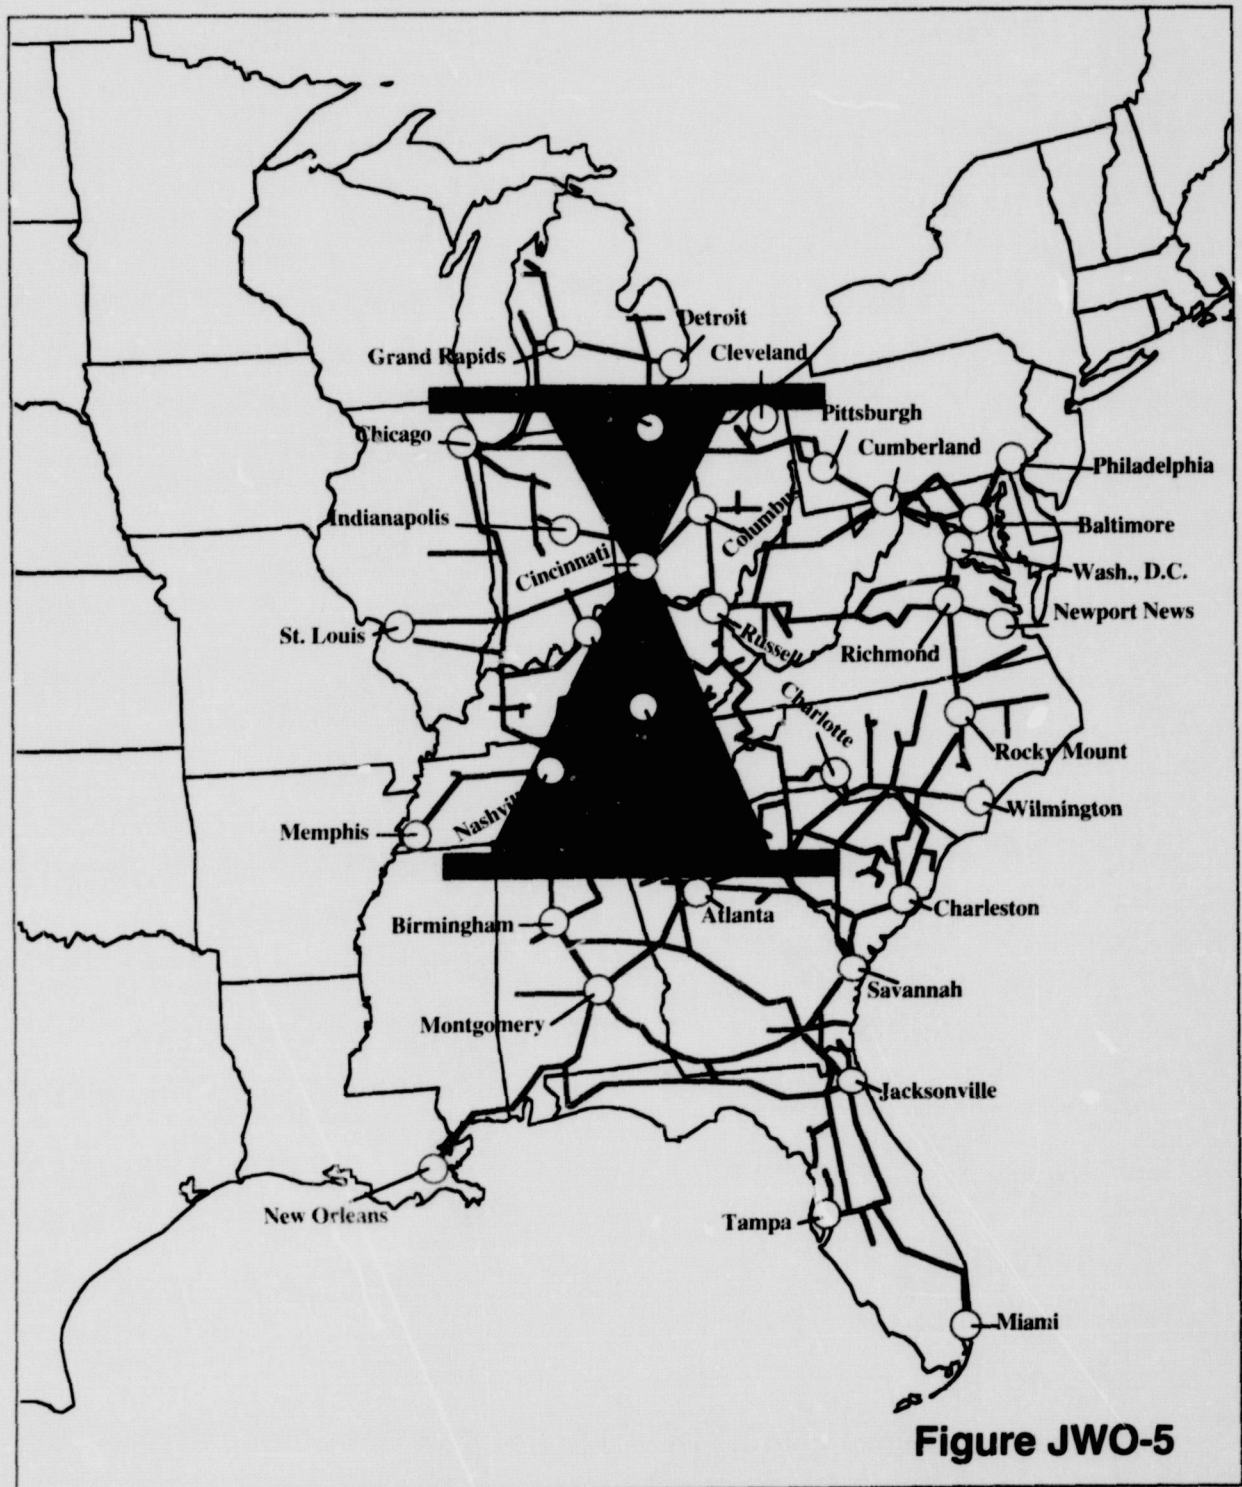 Detroit
Grand Rapids
Cleveland
Pittsburgh
Chicago
Cumberland
Philadelphia
Indianapolis
Columbus
Baltimore
Cincinnati
Wash., D.C.
Newport News
St. Louis
Russell
Richmond
Charlotte
Rocky Mount
Wilmington
Memphis
Charleston
Atlanta
Birmingham
Savannah
Montgomery
Jacksonville
New Orleans
Tampa
Miami
Figure JWO-5